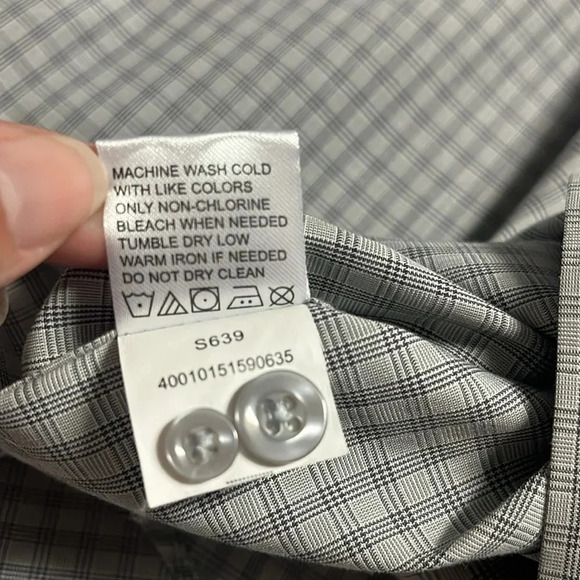 MACHINE WASH COLD
WITH LIKE COLORS
ONLY NON-CHLORINE
BLEACH WHEN NEEDED
TUMBLE DRY LOW
WARM IRON IF NEEDED
DO NOT DRY CLEAN
S639
40010151590635